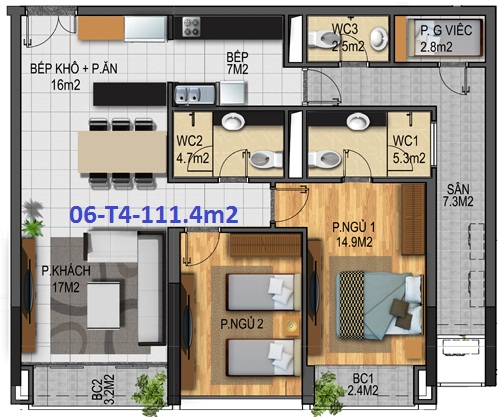 WC3
2.5m2
P. G VIÊC
2.8m2
BẾP KHÔ + P.ĂN
16m2
BẾP
7M2
WC2
4.7m2
WC1
5.3m2
SÂN
7.3M2
06-T4-111.4m2
P.NGỦ 1
14.9M2
P.KHÁCH
17M2
P.NGỦ 2
BC2
3.2m2
BC1
2.4m2